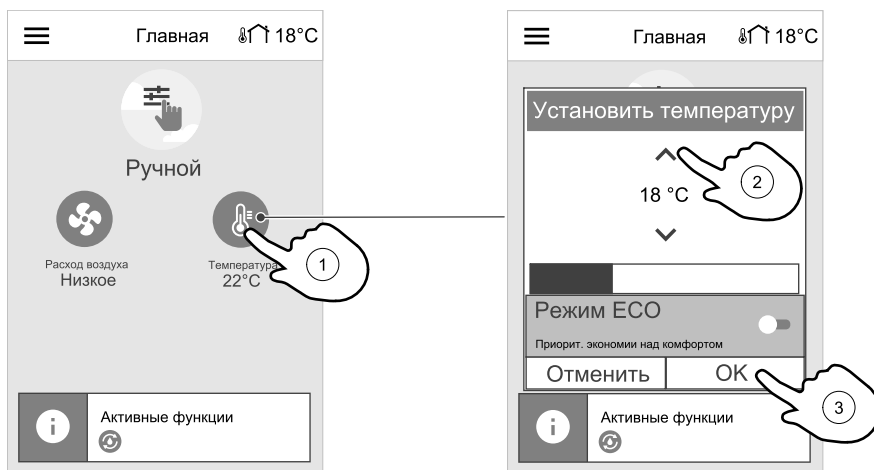 Главная 18°C
Ручной
Расход воздуха
Низкое
Температура
22°C
1
i
Активные функции
Главная 18°C
Установить температуру
18 °C
2
Режим ECO
Приорит. экономии над комфортом
Отменить OK
3
i
Активные функции